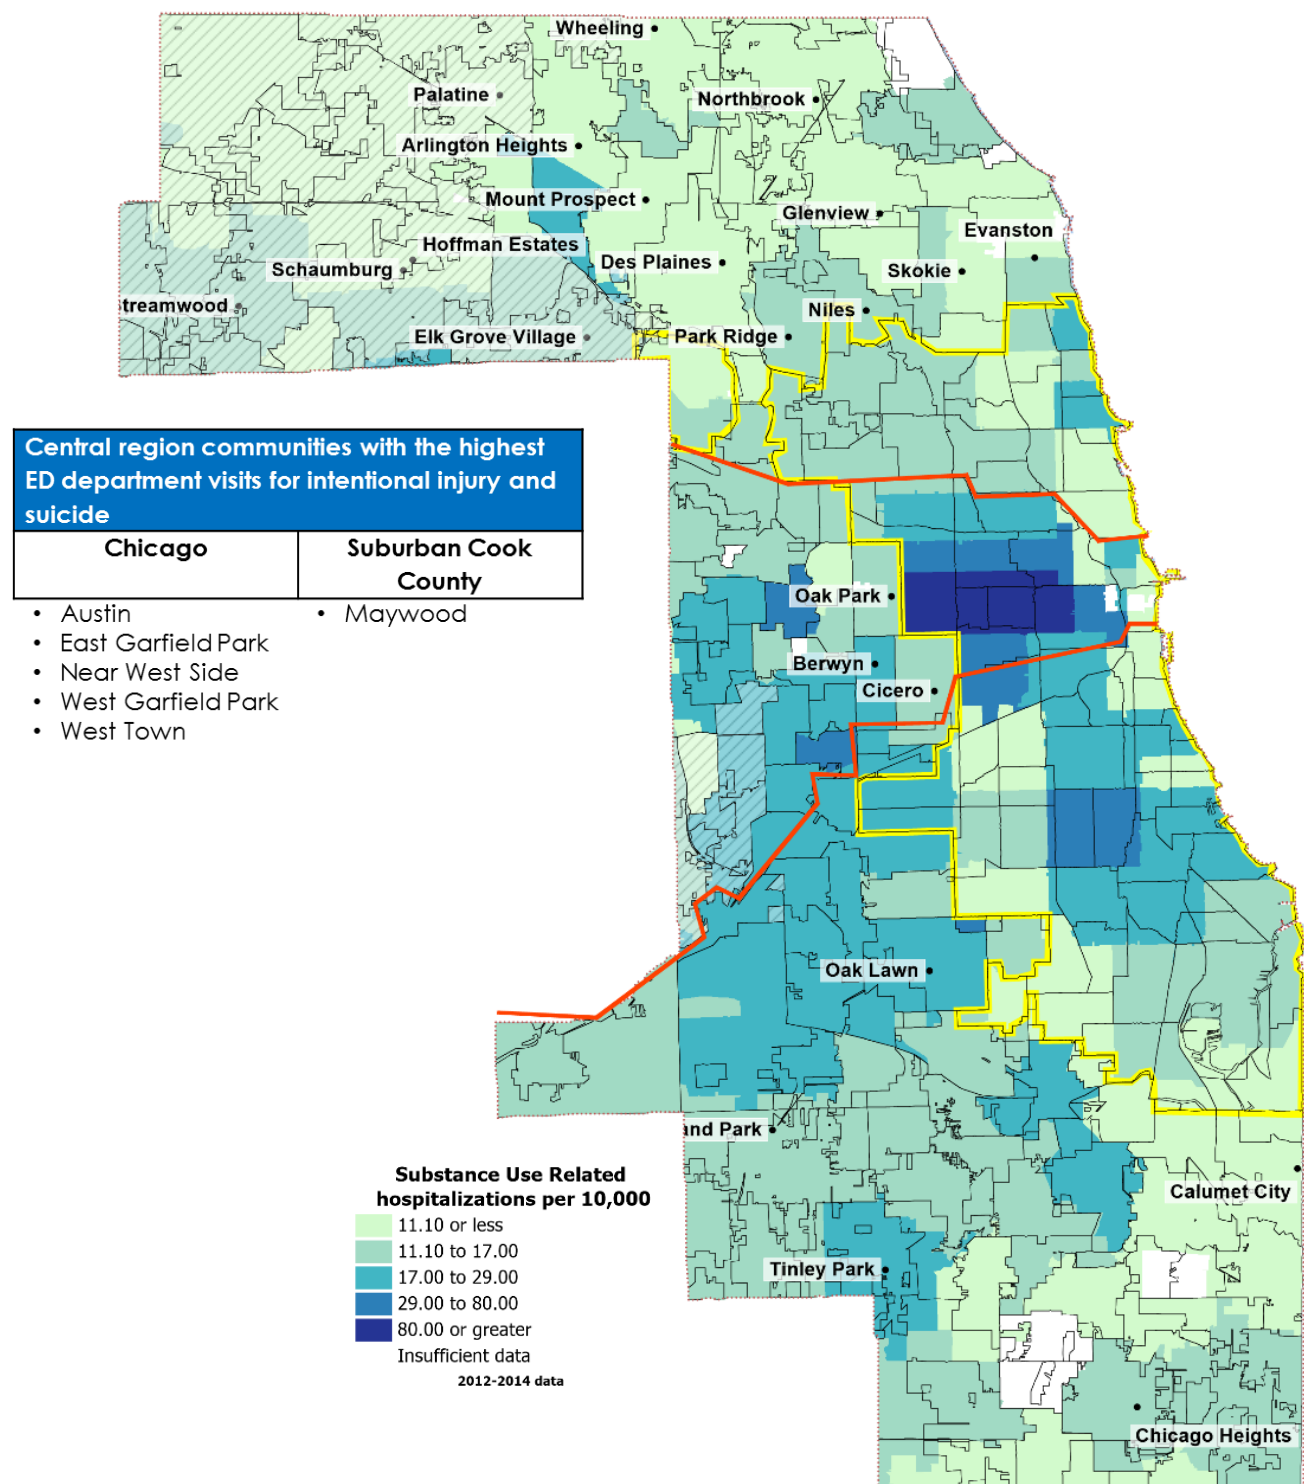 Wheeling
Palatine
Northbrook
Arlington Heights
Mount Prospect
Glenview
Evanston
Hoffman Estates
Schaumburg
Des Plaines
Skokie
treamwood
Niles
Elk Grove Village
Park Ridge
Central region communities with the highest
ED department visits for intentional injury and
suicide
Chicago
Suburban Cook
County
• Austin
• East Garfield Park
• Near West Side
• West Garfield Park
• West Town
• Maywood
Oak Park
Berwyn
Cicero
Oak Lawn
and Park
Calumet City
Tinley Park
Chicago Heights
Substance Use Related
hospitalizations per 10,000
11.10 or less
11.10 to 17.00
17.00 to 29.00
29.00 to 80.00
80.00 or greater
Insufficient data
2012-2014 data